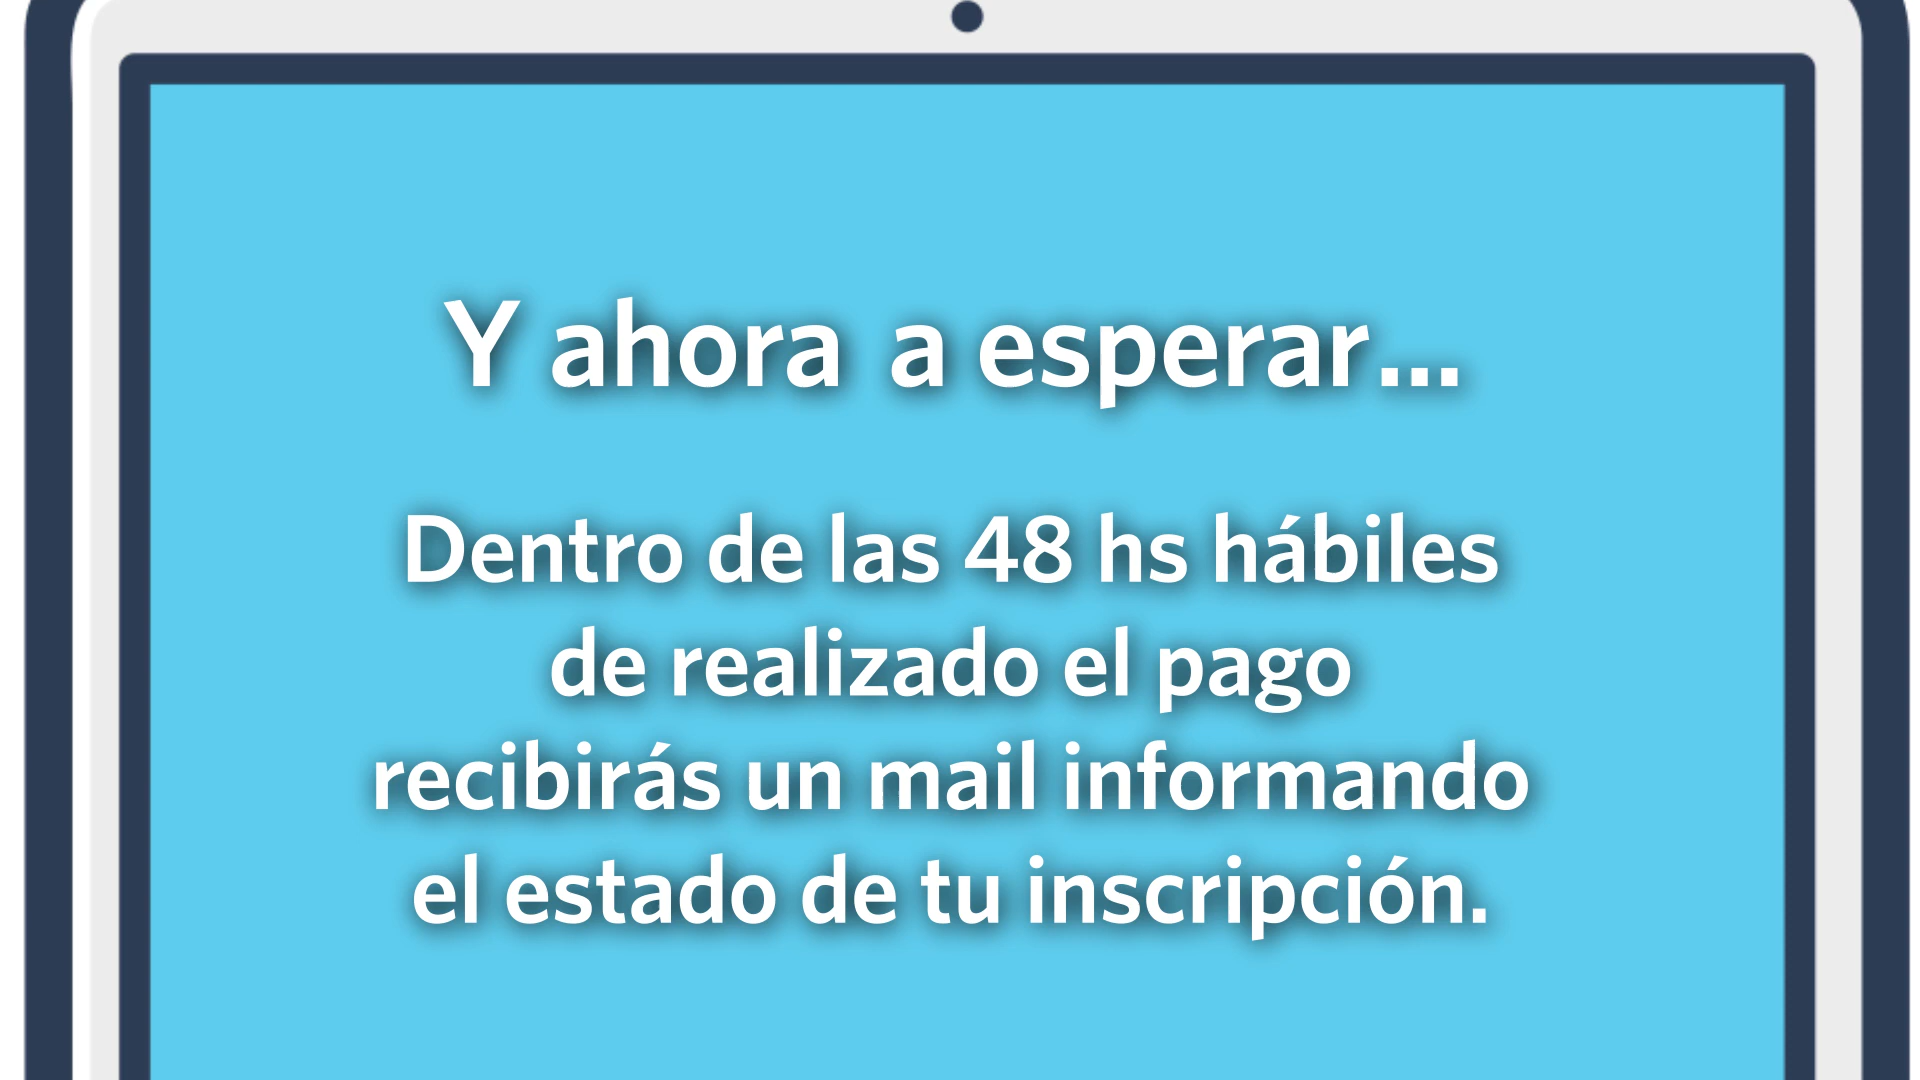 Y ahora a esperar...
Dentro de las 48 hs hábiles
de realizado el pago
recibirás un mail informando
el estado de tu inscripción.